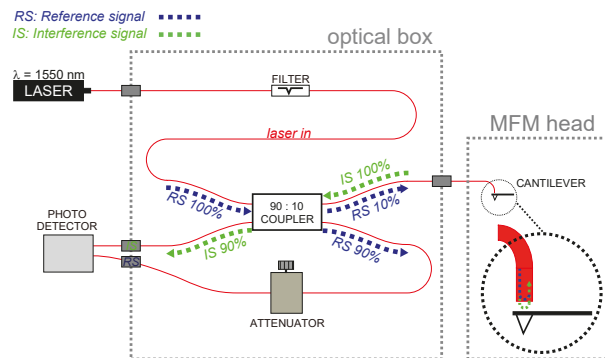 RS: Reference signal
IS: Interference signal
optical box
λ = 1550 nm
LASER
FILTER
laser in
MFM head
IS 100%
RS 100%
90 : 10
COUPLER
RS 10%
CANTILEVER
PHOTO
DETECTOR
IS 90%
RS 90%
RS
ATTENUATOR